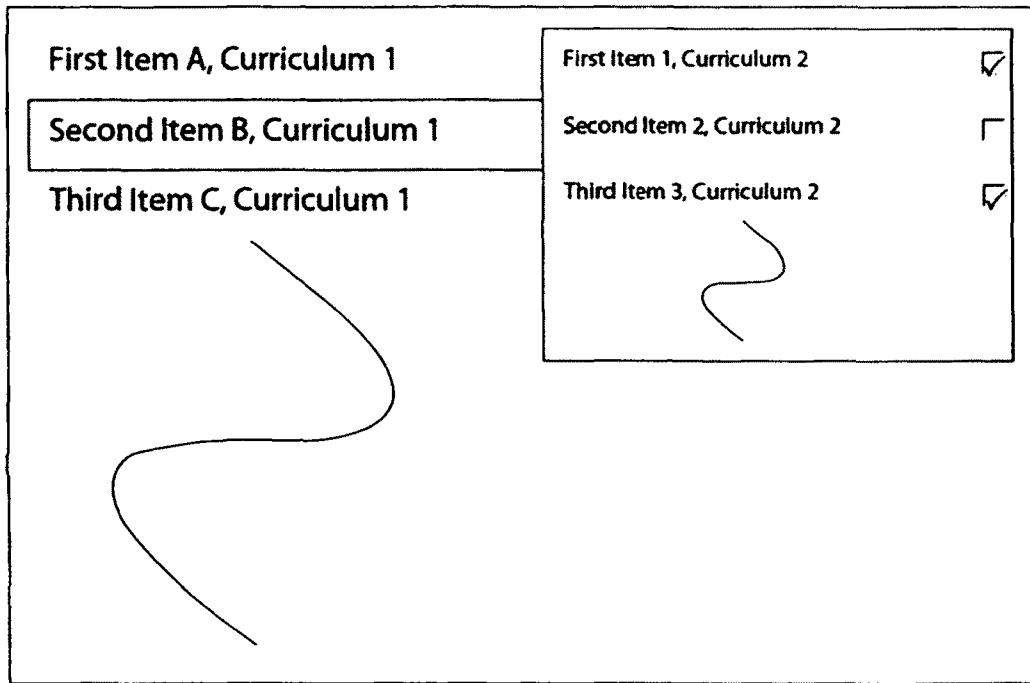 First Item A, Curriculum 1
Second Item B, Curriculum 1
Third Item C, Curriculum 1
First Item 1, Curriculum 2
Second Item 2, Curriculum 2
Third Item 3, Curriculum 2